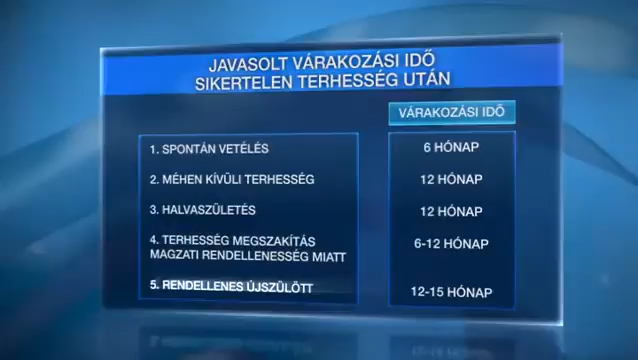 JAVASOLT VÁRAKOZÁSI IDŐ
SIKERTELEN TERHESSÉG UTÁN
VÁRAKOZÁSI IDŐ
1. SPONTÁN VETÉLÉS 6 HÓNAP
2. MÉHEN KÍVÜLI TERHESSÉG 12 HÓNAP
3. HALVASZÜLETÉS 12 HÓNAP
4. TERHESSÉG MEGSZAKÍTÁS 6-12 HÓNAP
MAGZATI RENDELLENESSÉG MIATT
5. RENDELLENES ÚJSZÜLÖTT 12-15 HÓNAP